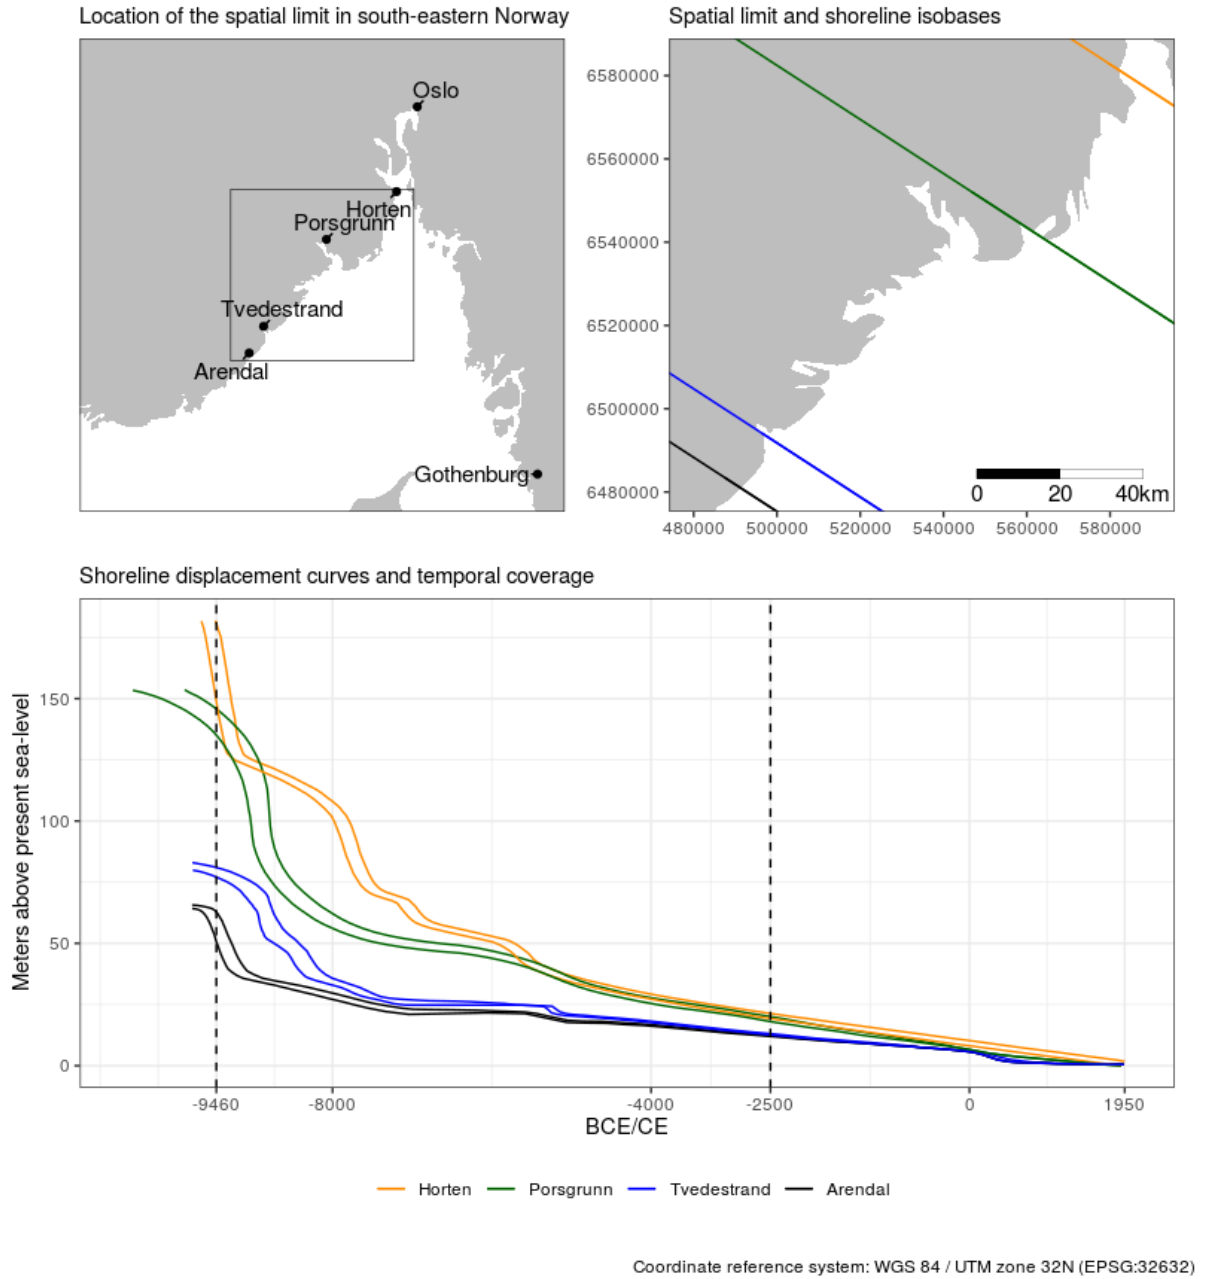 Location of the spatial limit in south-eastern Norway
Oslo
Horten
Porsgrunn
Tvedestrand
Arendal
Gothenburg
Spatial limit and shoreline isobases
6580000
6560000
6540000
6520000
6500000
6480000
0 20 40km
480000 500000 520000 540000 560000 580000
Shoreline displacement curves and temporal coverage
Meters above present sea-level
150
100
50
0
-9460 -8000 -4000 -2500 0 1950
BCE/CE
Horten Porsgrunn Tvedestrand Arendal
Coordinate reference system: WGS 84 / UTM zone 32N (EPSG:32632)